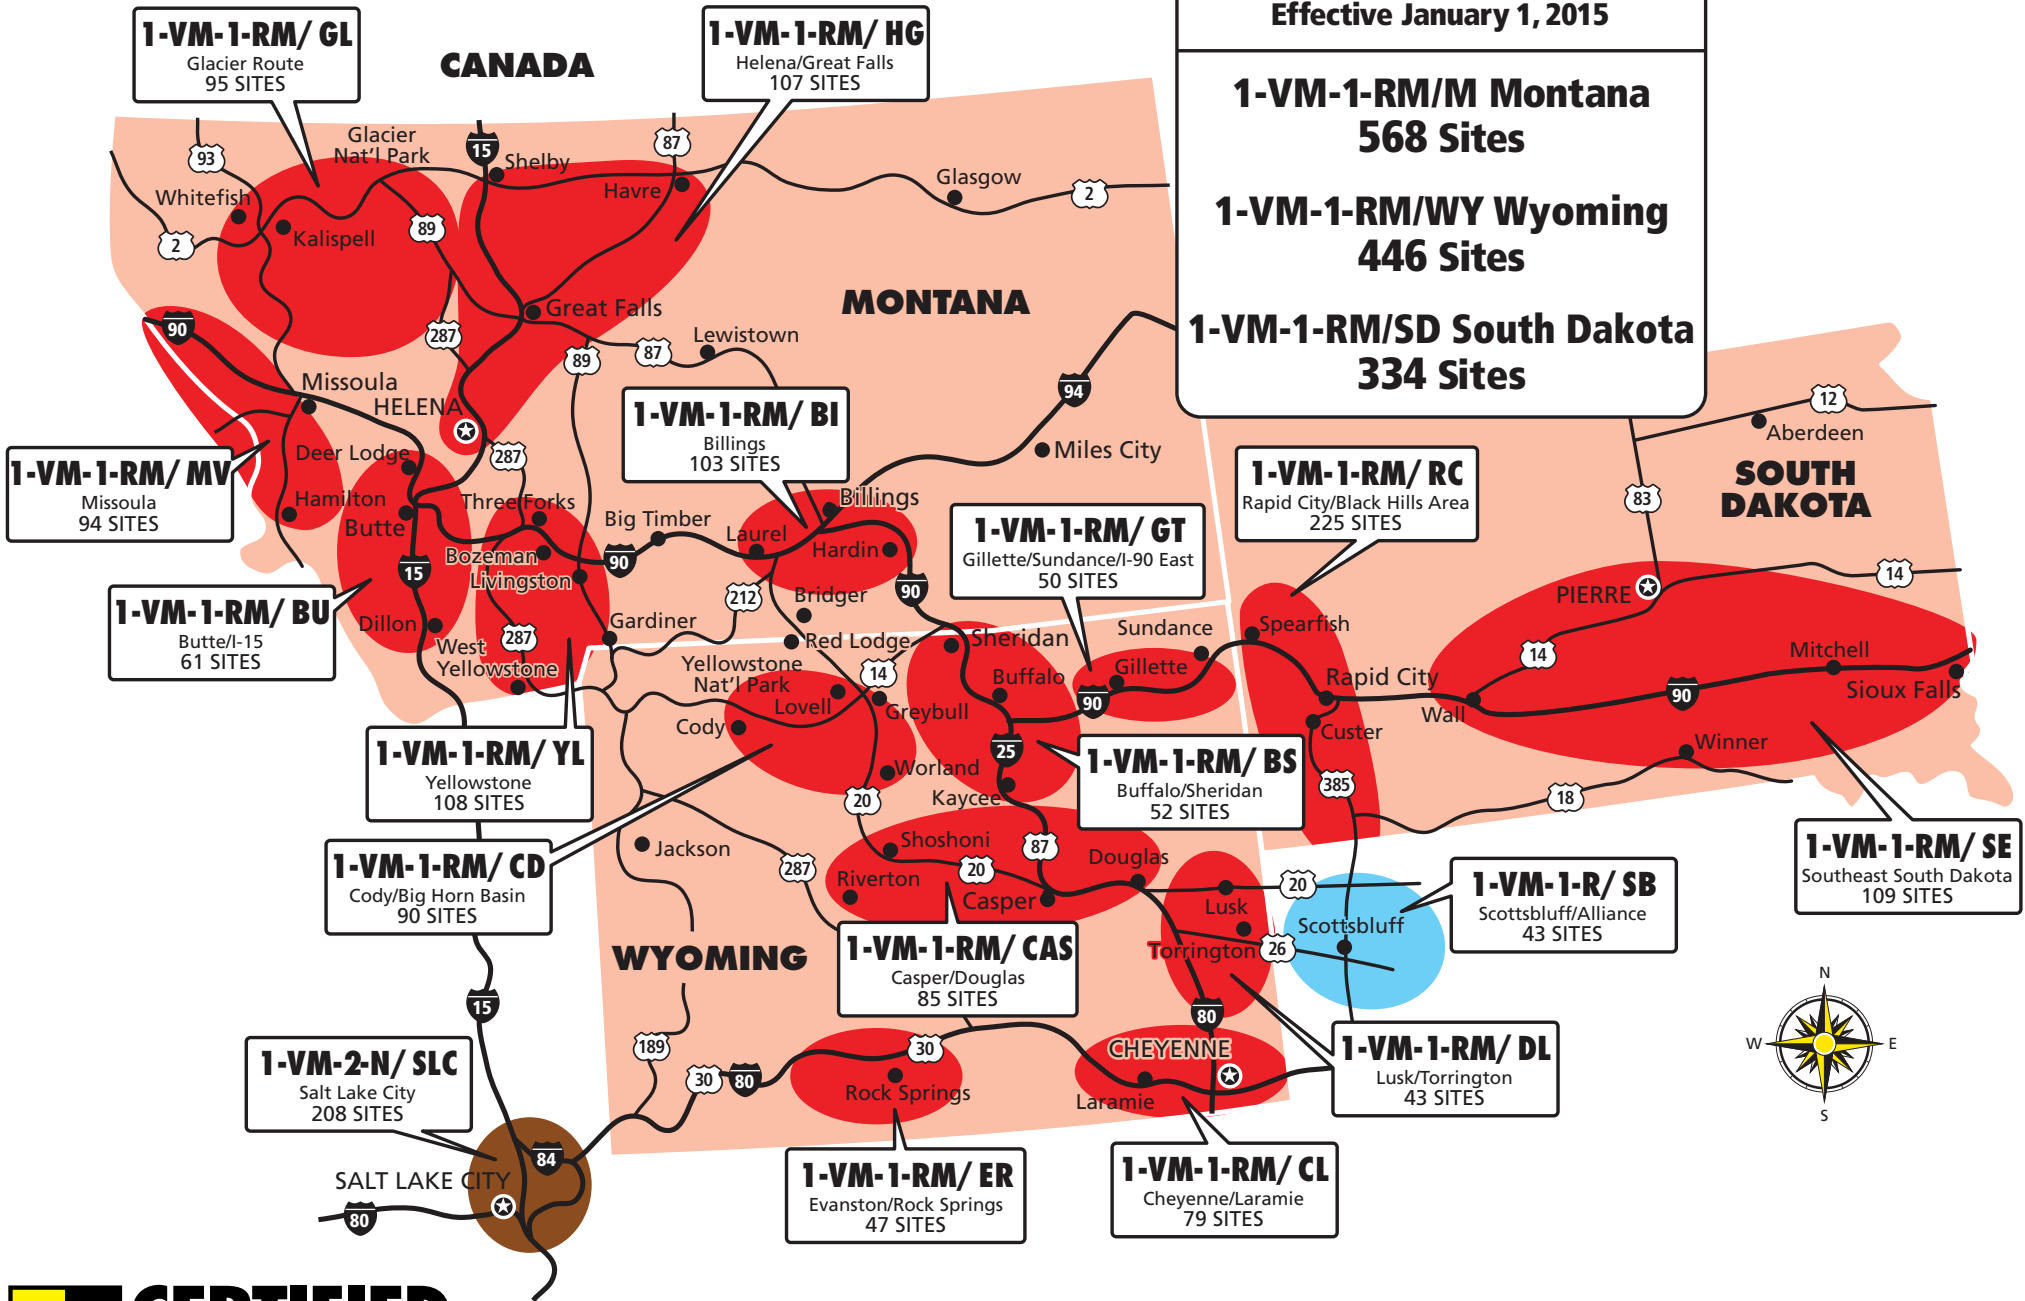 Effective January 1, 2015
1-VM-1-RM/M Montana
568 Sites
1-VM-1-RM/WY Wyoming
446 Sites
1-VM-1-RM/SD South Dakota
334 Sites
1-VM-1-RM/ GL
Glacier Route
95 SITES
CANADA
1-VM-1-RM/ HG
Helena/Great Falls
107 SITES
93
Glacier
Nat'l Park
15
Shelby
87
Havre
Whitefish
Kalispell
2
89
Glasgow
2
90
287
Great Falls
MONTANA
89
87
Lewistown
94
Missoula
HELENA
1-VM-1-RM/ BI
Billings
103 SITES
Miles City
12
Aberdeen
SOUTH
DAKOTA
1-VM-1-RM/ MV
Missoula
94 SITES
Deer Lodge
287
Hamilton
Butte
Three Forks
Big Timber
Billings
Laurel
Hardin
1-VM-1-RM/ GT
Gillette/Sundance/I-90 East
50 SITES
1-VM-1-RM/ RC
Rapid City/Black Hills Area
225 SITES
83
15
Bozeman
Livingston
90
90
212
Bridger
14
PIERRE
1-VM-1-RM/ BU
Butte/I-15
61 SITES
Dillon
West
Yellowstone
287
Gardiner
Red Lodge
Sheridan
Sundance
Spearfish
14
Mitchell
Yellowstone
Nat'l Park
Lovell
14
Greybull
Buffalo
Gillette
90
Rapid City
Wall
90
Sioux Falls
Cody
Custer
Winner
1-VM-1-RM/ YL
Yellowstone
108 SITES
25
Worland
Kaycee
20
1-VM-1-RM/ BS
Buffalo/Sheridan
52 SITES
385
18
1-VM-1-RM/ CD
Cody/Big Horn Basin
90 SITES
Jackson
287
Shoshoni
87
20
Douglas
Riverton
Casper
Lusk
20
Scottsbluff
1-VM-1-R/ SB
Scottsbluff/Alliance
43 SITES
1-VM-1-RM/ SE
Southeast South Dakota
109 SITES
WYOMING
1-VM-1-RM/ CAS
Casper/Douglas
85 SITES
Torrington
26
15
80
N
W
E
S
189
30
80
30
Rock Springs
CHEYENNE
Laramie
1-VM-1-RM/ DL
Lusk/Torrington
43 SITES
1-VM-2-N/ SLC
Salt Lake City
208 SITES
84
SALT LAKE CITY
80
1-VM-1-RM/ ER
Evanston/Rock Springs
47 SITES
1-VM-1-RM/ CL
Cheyenne/Laramie
79 SITES
CERTIFIED